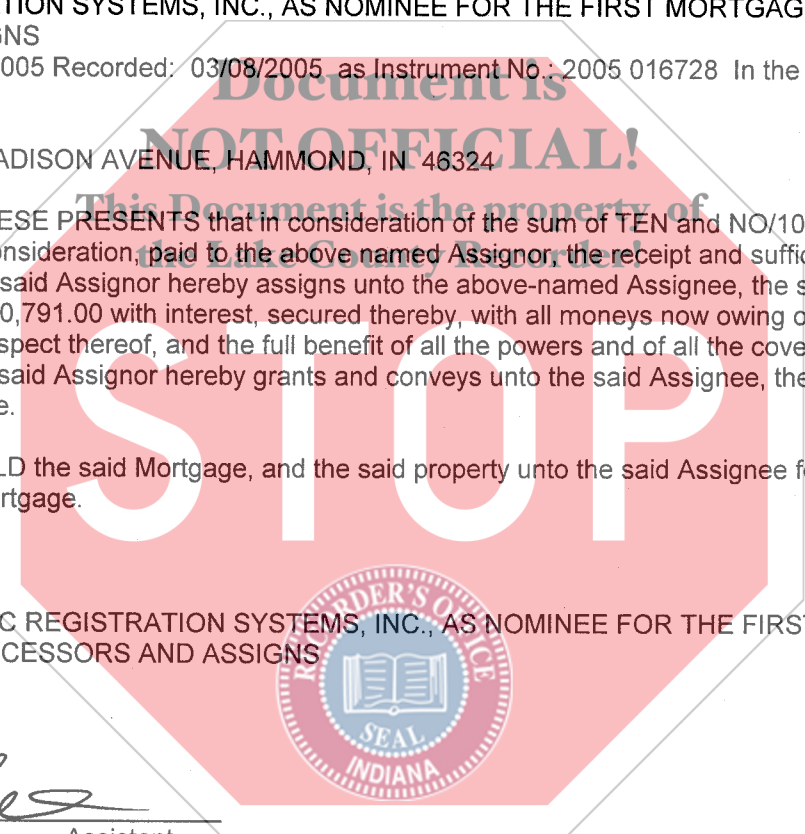 TION SYSTEMS, INC., AS NOMINEE FOR THE FIRST MORTGAG
GNS
005 Recorded: 03/08/2005 as Instrument No.: 2005 016728 In the
Document is
NOT OFFICIAL!
ADISON AVENUE, HAMMOND, IN 46324
This Document is the property of
the Lake County Recorder!
ESE PRESENTS that in consideration of the sum of TEN and NO/10
onsideration, paid to the above named Assignor, the receipt and suffic
said Assignor hereby assigns unto the above-named Assignee, the s
0,791.00 with interest, secured thereby, with all moneys now owing o
spect thereof, and the full benefit of all the powers and of all the cove
said Assignor hereby grants and conveys unto the said Assignee, the
e.
STOP
LD the said Mortgage, and the said property unto the said Assignee f
rtgage.
C REGISTRATION SYSTEMS, INC., AS NOMINEE FOR THE FIRS
CCESSORS AND ASSIGNS
RECORDER'S OFFICE
SEAL
INDIANA
Assistant